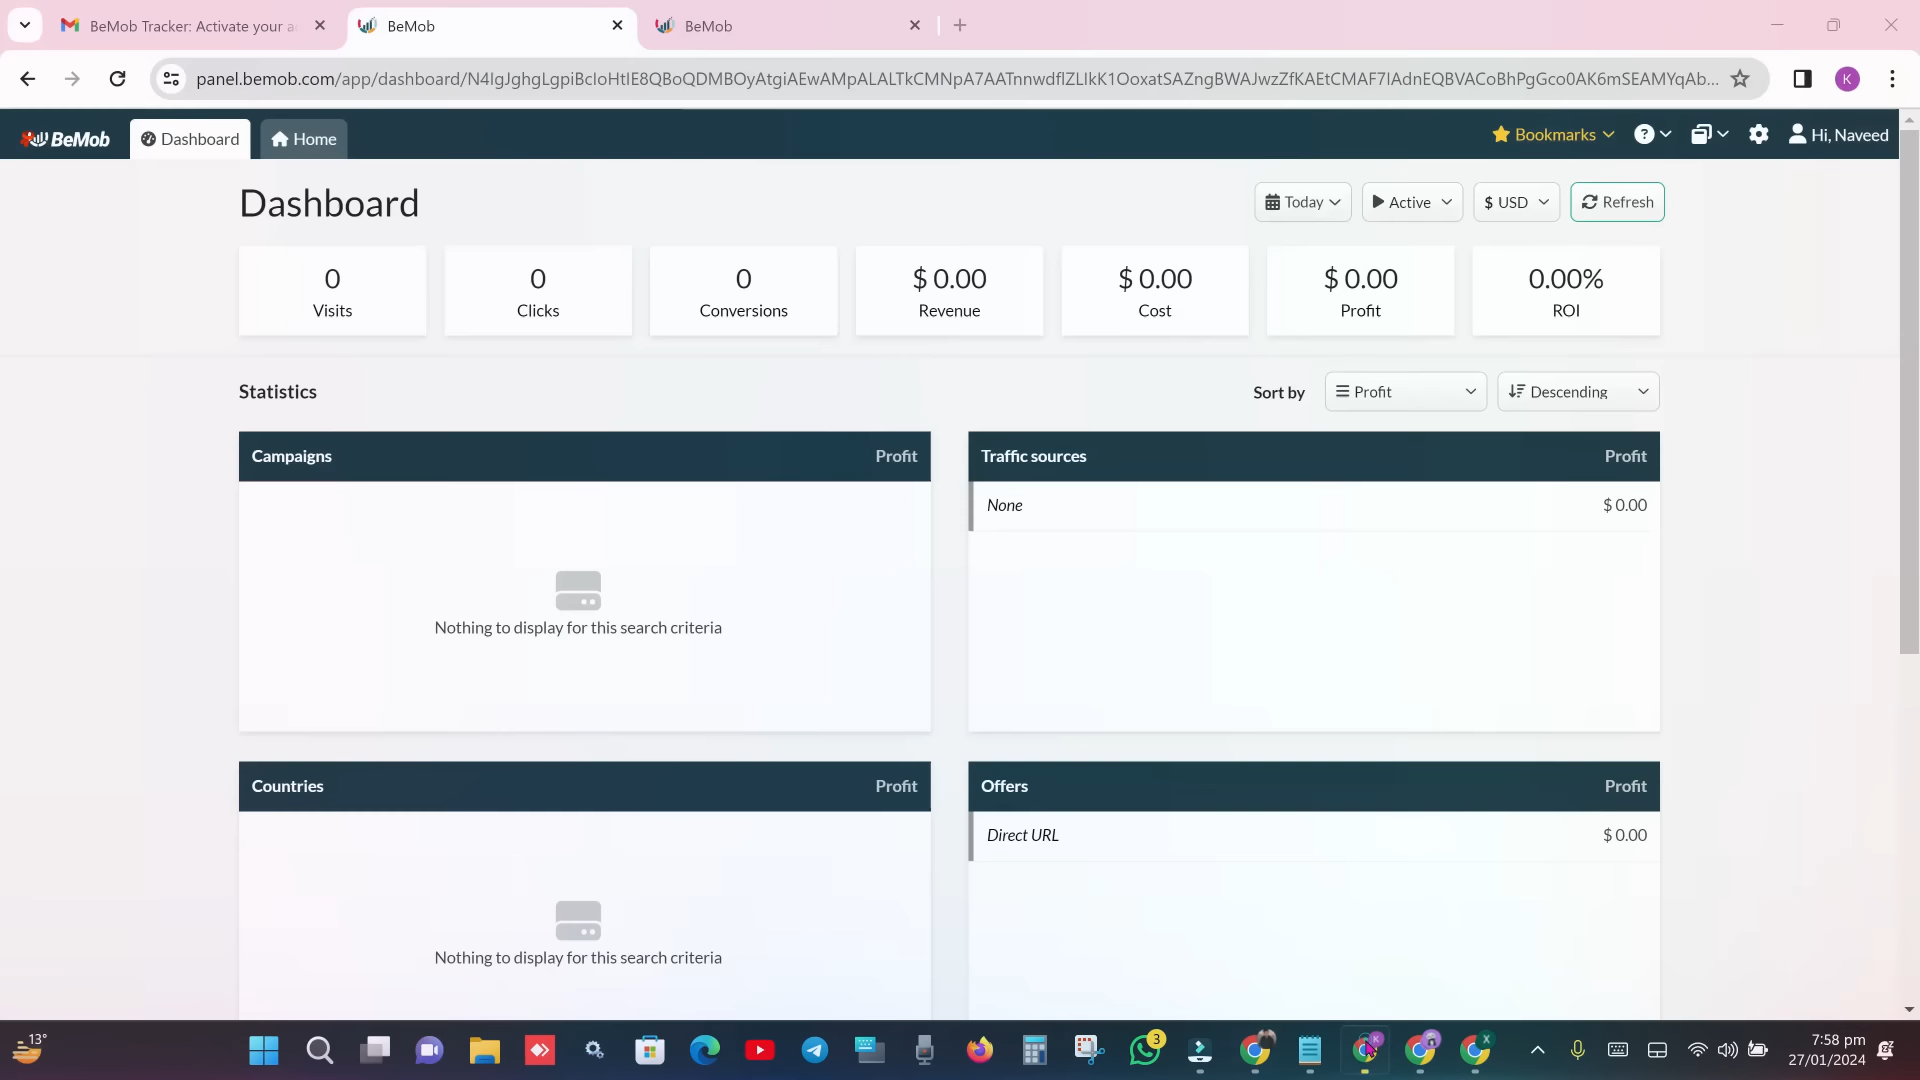 BeMob Tracker: Activate your a
BeMob
BeMob
panel.bemob.com/app/dashboard/
K
BeMob
Dashboard
Home
Bookmarks
Hi, Naveed
Dashboard
Today
Active
$ USD
Refresh
0
Visits
0
Clicks
0
Conversions
$ 0.00
Revenue
$ 0.00
Cost
$ 0.00
Profit
0.00%
ROI
Statistics
Sort by
Profit
Descending
Campaigns
Profit
Nothing to display for this search criteria
Traffic sources
Profit
None
$ 0.00
Countries
Profit
Nothing to display for this search criteria
Offers
Profit
Direct URL
$ 0.00
13°
3
K
X
7:58 pm
27/01/2024